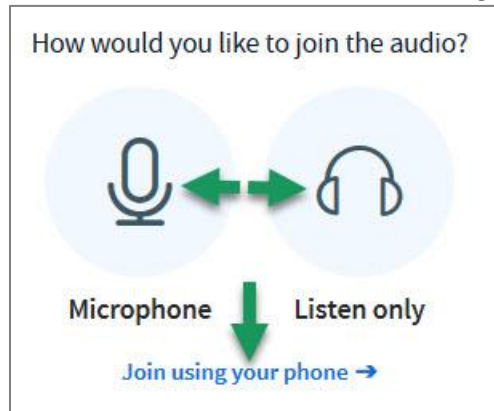 How would you like to join the audio?
Microphone Listen only
Join using your phone ➔